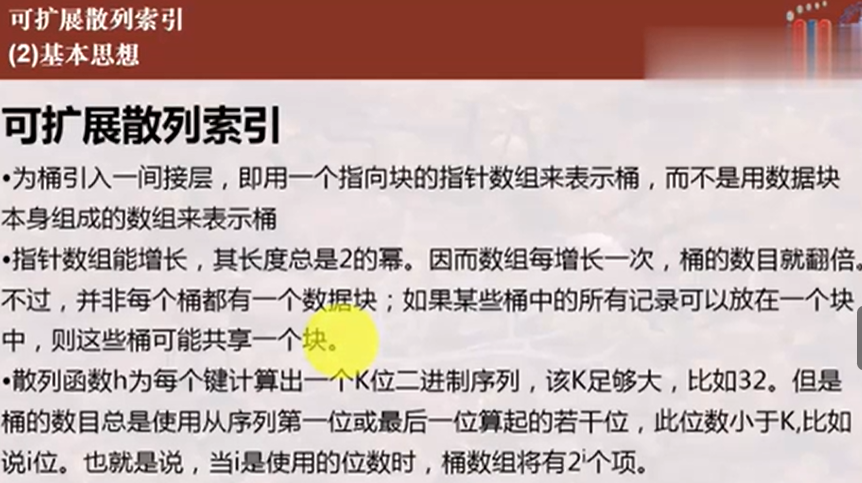 可扩展散列索引
(2)基本思想
可扩展散列索引
•为桶引入一间接层，即用一个指向块的指针数组来表示桶，而不是用数据块
本身组成的数组来表示桶
•指针数组能增长，其长度总是2的幂。因而数组每增长一次，桶的数目就翻倍。
不过，并非每个桶都有一个数据块；如果某些桶中的所有记录可以放在一个块
中，则这些桶可能共享一个块。
•散列函数h为每个键计算出一个K位二进制序列，该K足够大，比如32。但是
桶的数目总是使用从序列第一位或最后一位算起的若干位，此位数小于K,比如
说i位。也就是说，当i是使用的位数时，桶数组将有2ⁱ个项。